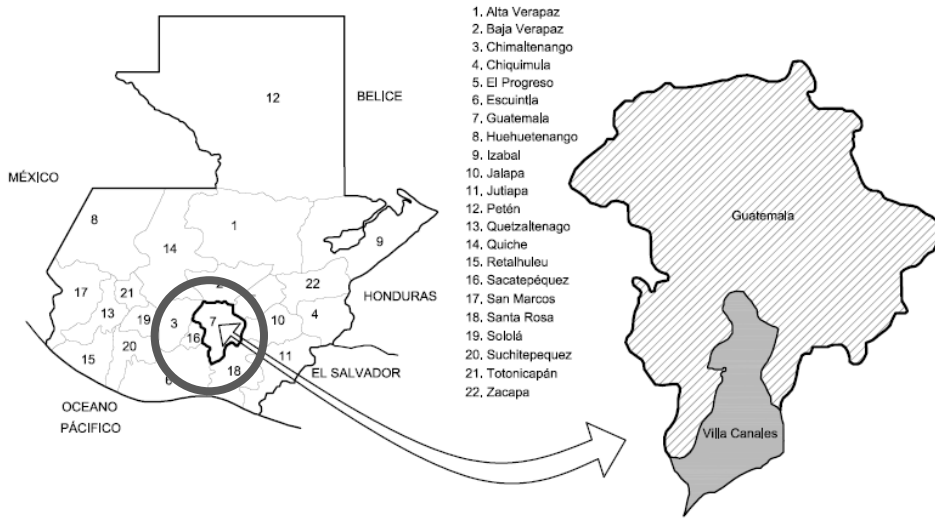 1. Alta Verapaz
2. Baja Verapaz
3. Chimaltenango
4. Chiquimula
5. El Progreso
6. Escuintla
7. Guatemala
8. Huehuetenango
9. Izabal
10. Jalapa
11. Jutiapa
12. Petén
13. Quetzaltenago
14. Quiche
15. Retalhuleu
16. Sacatepéquez
17. San Marcos
18. Santa Rosa
19. Sololá
20. Suchitepequez
21. Totonicapán
22. Zacapa
12
BELICE
MÉXICO
8
1
14
9
17
21
2
22
HONDURAS
13
19
3
7
10
4
16
15
20
6
18
11
EL SALVADOR
OCEANO
PÁCIFICO
Guatemala
Villa Canales